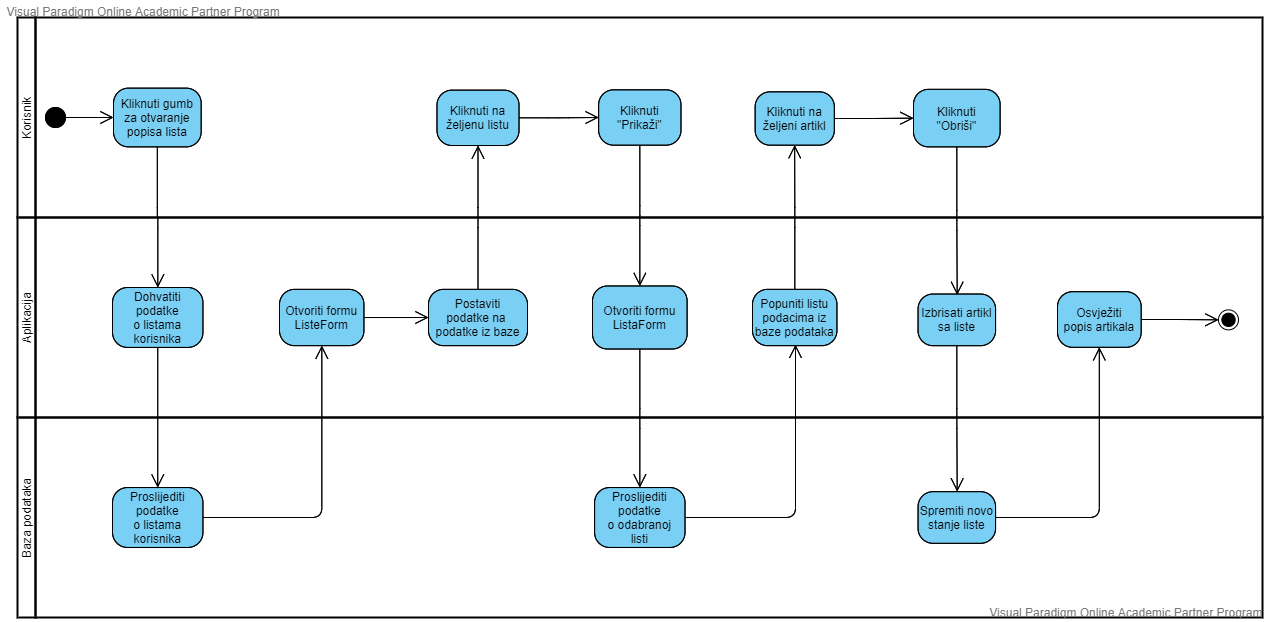 Visual Paradigm Online Academic Partner Program
Korisnik
Kliknuti gumb
za otvaranje
popisa lista
Kliknuti na
željenu listu
Kliknuti
"Prikaži"
Kliknuti na
željeni artikl
Kliknuti
"Obriši"
Aplikacija
Dohvatiti
podatke
o listama
korisnika
Otvoriti formu
ListeForm
Postaviti
podatke na
podatke iz baze
Otvoriti formu
ListaForm
Popuniti listu
podacima iz
baze podataka
Izbrisati artikl
sa liste
Osvježiti
popis artikala
Baza podataka
Proslijediti
podatke
o listama
korisnika
Proslijediti
podatke
o odabranoj
listi
Spremiti novo
stanje liste
Visual Paradigm Online Academic Partner Program